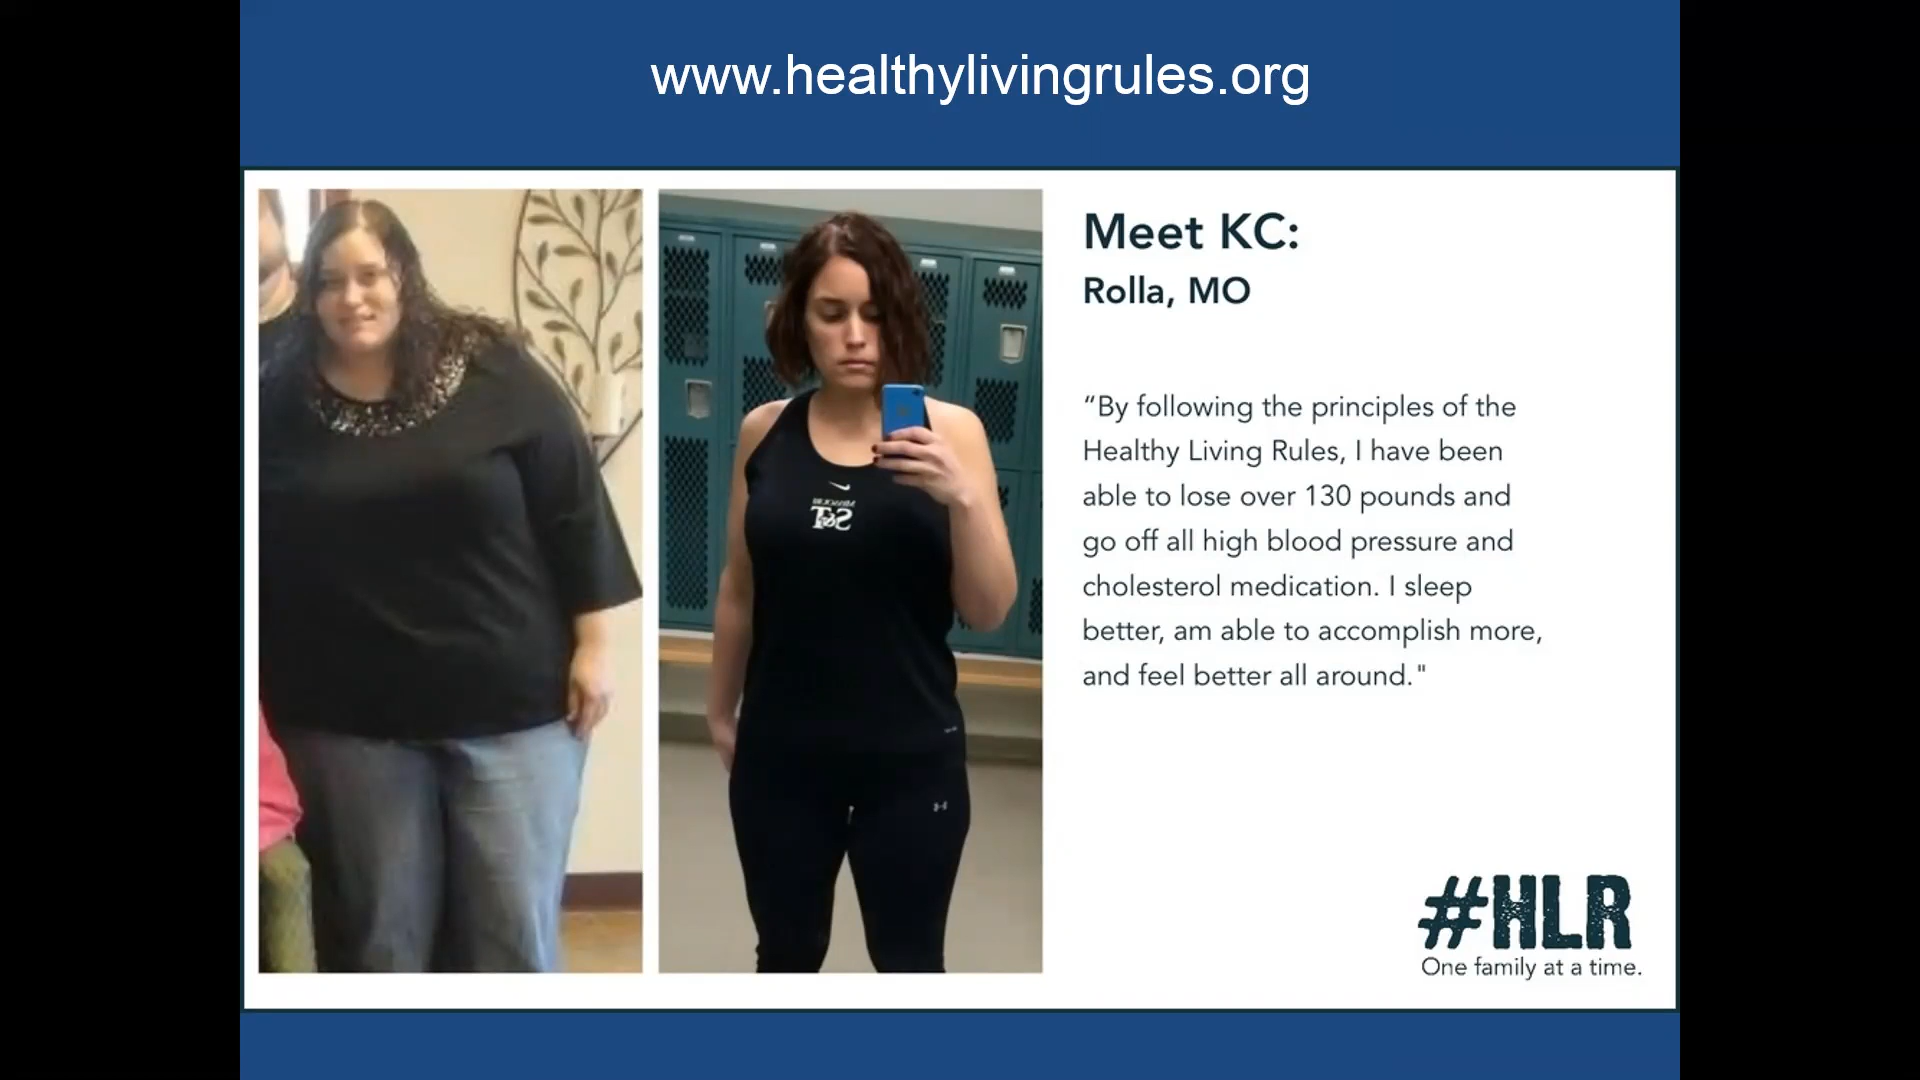 www.healthylivingrules.org
Meet KC:
Rolla, MO
“By following the principles of the
Healthy Living Rules, I have been
able to lose over 130 pounds and
go off all high blood pressure and
cholesterol medication. I sleep
better, am able to accomplish more,
and feel better all around."
MISSOURI
S&T
#HLR
One family at a time.